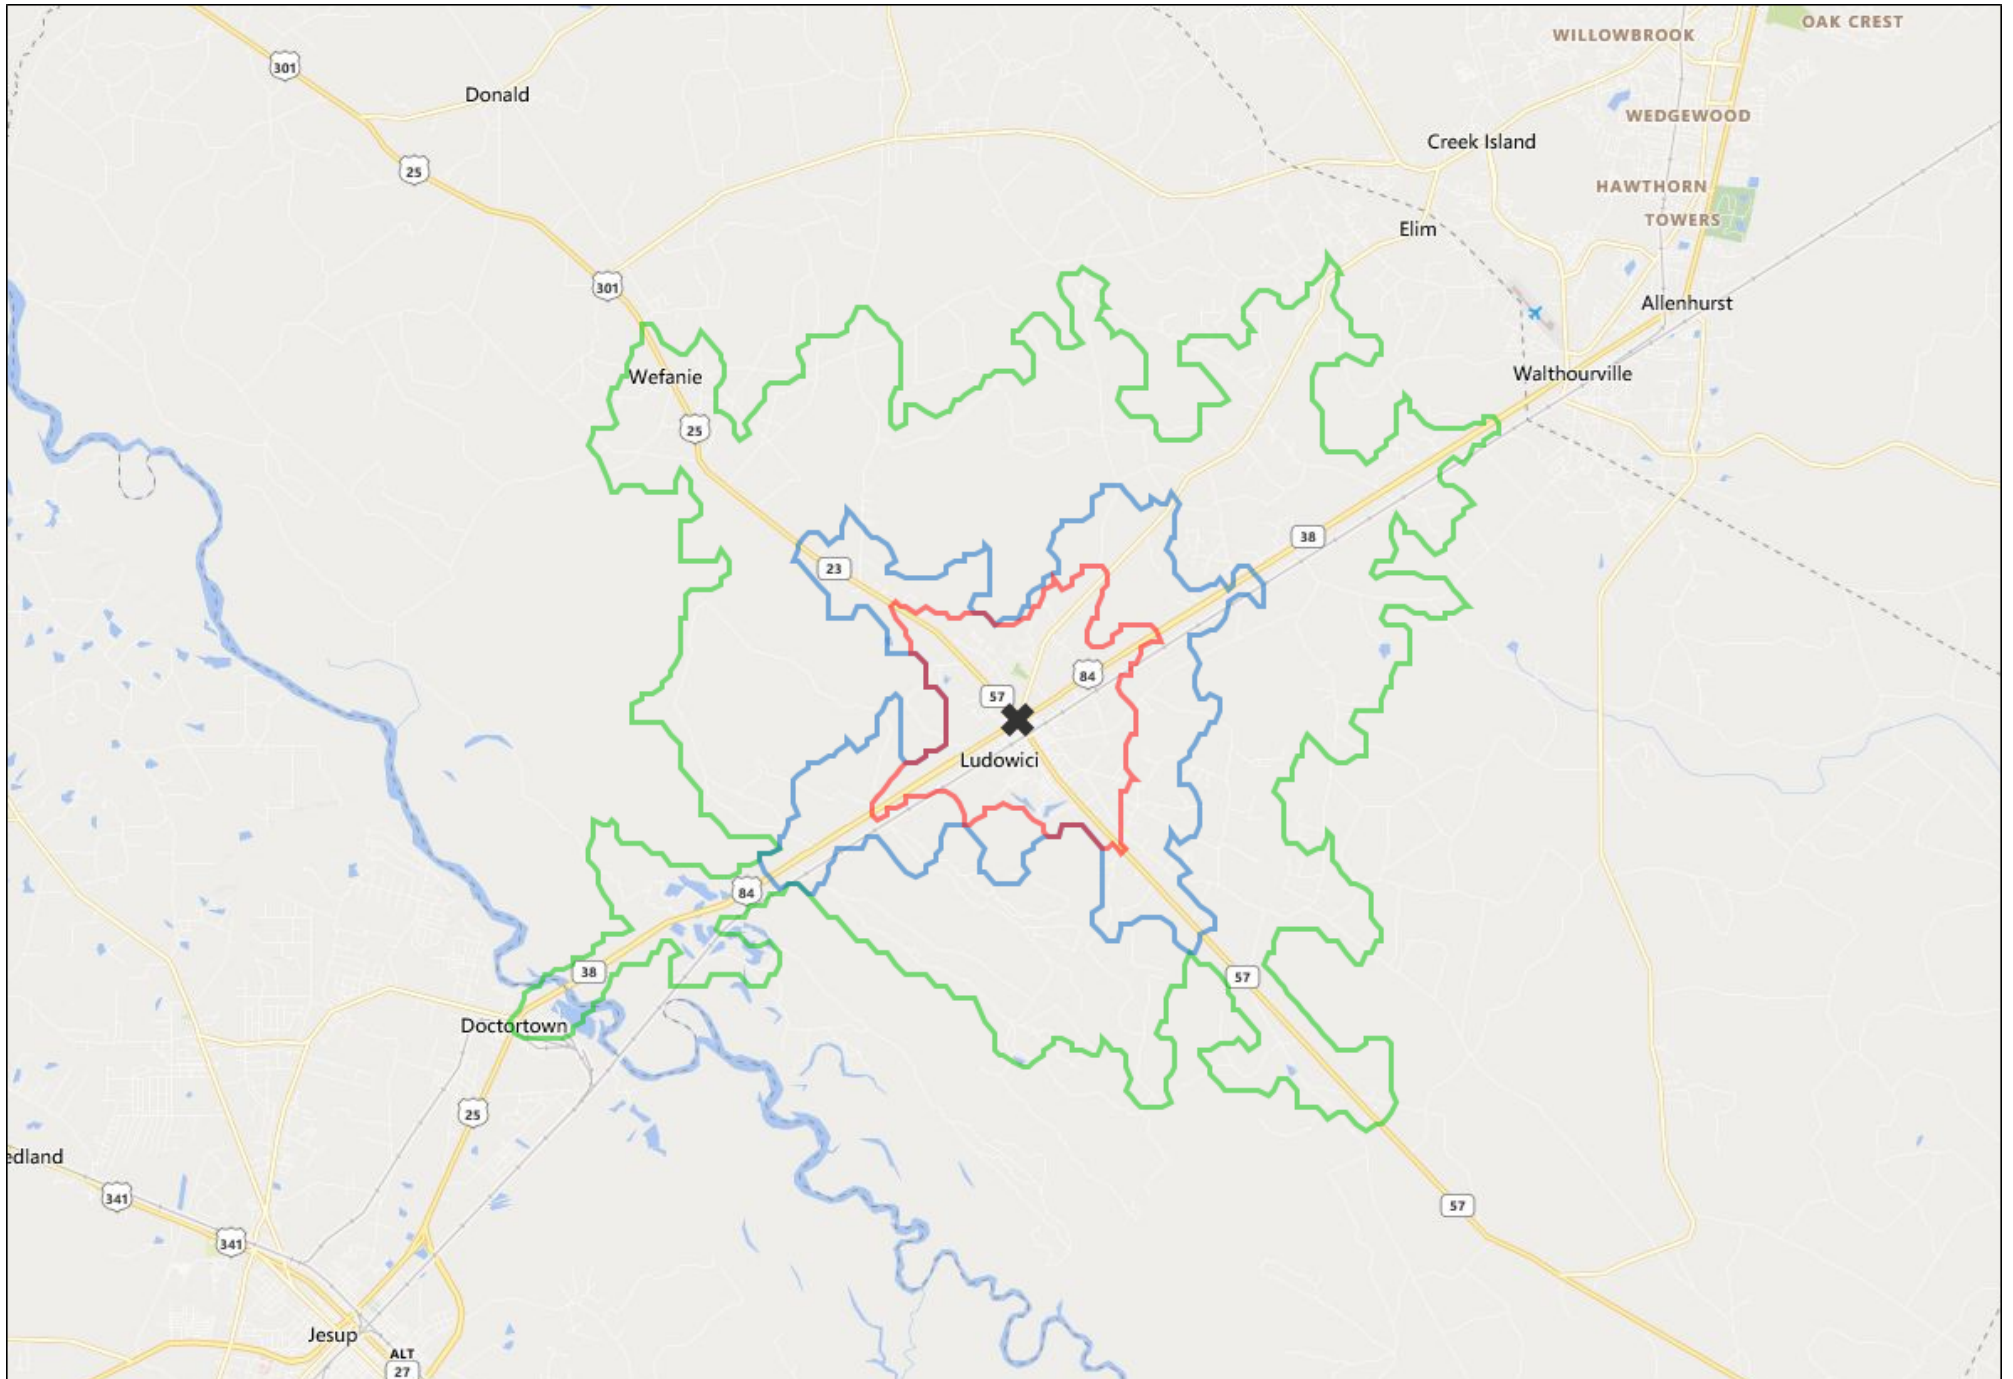 OAK CREST
WILLOWBROOK
301
Donald
WEDGEWOOD
Creek Island
25
HAWTHORN
TOWERS
Elim
301
Allenhurst
Wefanie
Walthourville
25
38
23
84
57
Ludowici
84
38
57
Doctortown
25
edland
341
57
341
Jesup
ALT
27